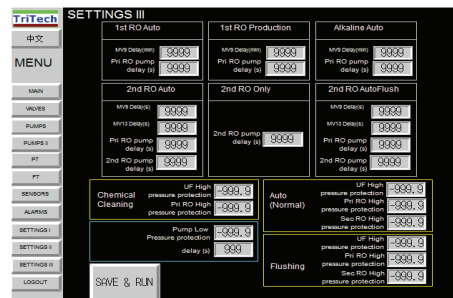 TriTech
中文
MENU
MAIN
VALVES
PUMPS
PUMPS II
PT
FT
SENSORS
ALARMS
SETTINGS I
SETTINGS II
SETTINGS III
LOGOUT
SETTINGS III
1st RO Auto
MV9 Delay(min) 9999
Pri RO pump
delay (s) 9999
1st RO Production
MV9 Delay(min) 9999
Pri RO pump
delay (s) 9999
Alkaline Auto
MV9 Delay(min) 9999
Pri RO pump
delay (s) 9999
2nd RO Auto
MV9 Delay(s) 9999
MV13 Delay(s) 9999
Pri RO pump
delay (s) 9999
2nd RO pump
delay (s) 9999
2nd RO Only
2nd RO pump
delay (s) 9999
2nd RO AutoFlush
MV9 Delay(s) 9999
MV13 Delay(s) 9999
Pri RO pump
delay (s) 9999
2nd RO pump
delay (s) 9999
Chemical
Cleaning
UF High
pressure protection -999.9
Pri RO High
pressure protection -999.9
Pump Low
Pressure protection -999.9
delay (s) 999
Auto
(Normal)
UF High
pressure protection -999.9
Pri RO High
pressure protection -999.9
Sec RO High
pressure protection -999.9
Flushing
UF High
pressure protection -999.9
Pri RO High
pressure protection -999.9
Sec RO High
pressure protection -999.9
SAVE & RUN